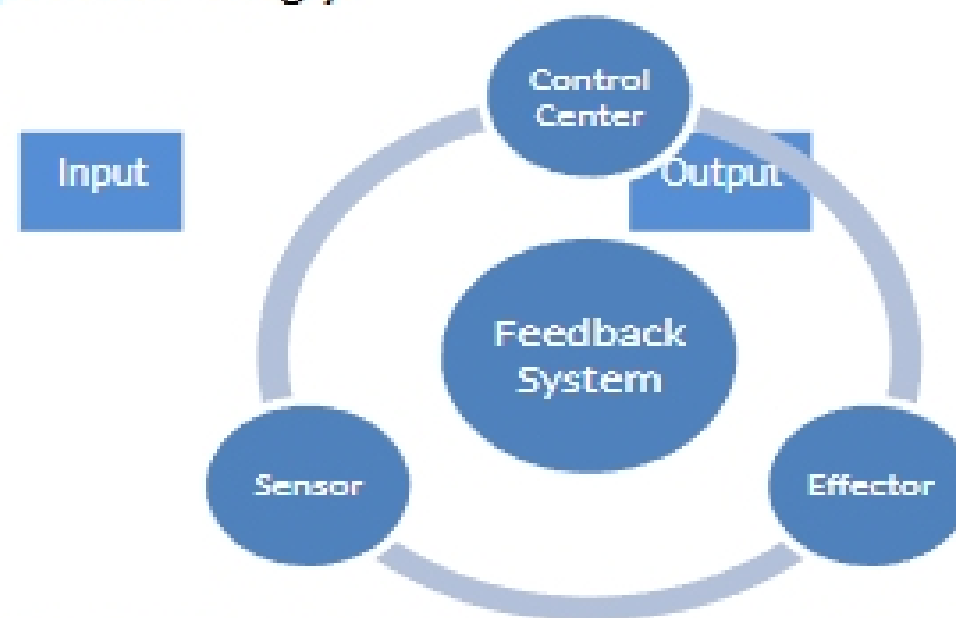 Control
Center
Input
Output
Feedback
System
Sensor
Effector